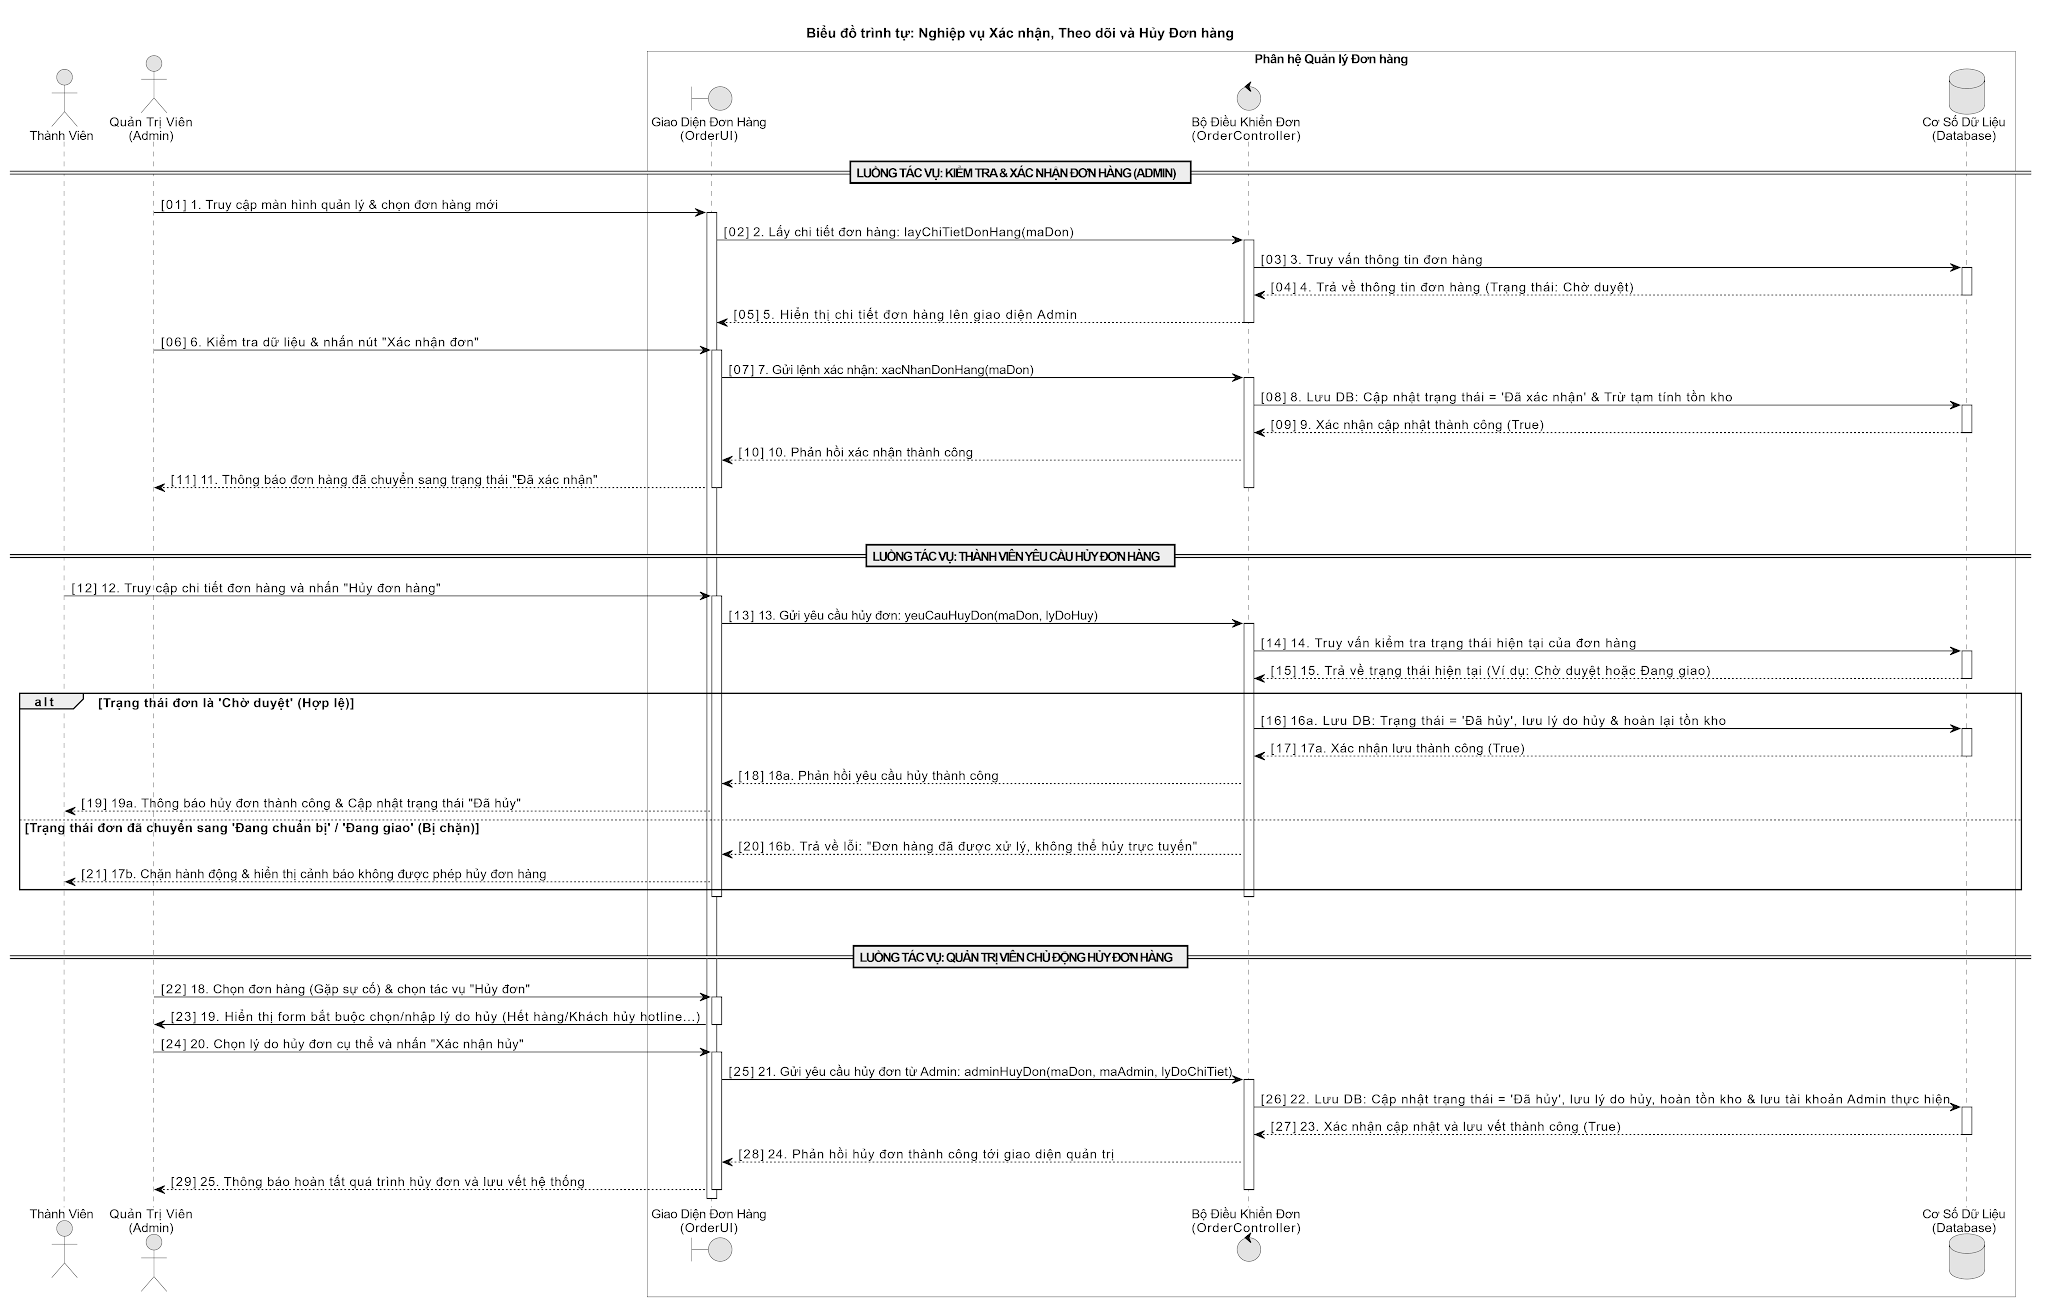 Biểu đồ trình tự: Nghiệp vụ Xác nhận, Theo dõi và Hủy Đơn hàng
Phân hệ Quản lý Đơn hàng
Thành Viên
Quản Trị Viên
(Admin)
Giao Diện Đơn Hàng
(OrderUI)
Bộ Điều Khiển Đơn
(OrderController)
Cơ Số Dữ Liệu
(Database)
LUỒNG TÁC VỤ: KIỂM TRA & XÁC NHẬN ĐƠN HÀNG (ADMIN)
[01] 1. Truy cập màn hình quản lý & chọn đơn hàng mới
[02] 2. Lấy chi tiết đơn hàng: layChiTietDonHang(maDon)
[03] 3. Truy vấn thông tin đơn hàng
[04] 4. Trả về thông tin đơn hàng (Trạng thái: Chờ duyệt)
[05] 5. Hiển thị chi tiết đơn hàng lên giao diện Admin
[06] 6. Kiểm tra dữ liệu & nhấn nút "Xác nhận đơn"
[07] 7. Gửi lệnh xác nhận: xacNhanDonHang(maDon)
[08] 8. Lưu DB: Cập nhật trạng thái = 'Đã xác nhận' & Trừ tạm tính tồn kho
[09] 9. Xác nhận cập nhật thành công (True)
[10] 10. Phản hồi xác nhận thành công
[11] 11. Thông báo đơn hàng đã chuyển sang trạng thái "Đã xác nhận"
LUỒNG TÁC VỤ: THÀNH VIÊN YÊU CẦU HỦY ĐƠN HÀNG
[12] 12. Truy cập chi tiết đơn hàng và nhấn "Hủy đơn hàng"
[13] 13. Gửi yêu cầu hủy đơn: yeuCauHuyDon(maDon, lyDoHuy)
[14] 14. Truy vấn kiểm tra trạng thái hiện tại của đơn hàng
[15] 15. Trả về trạng thái hiện tại (Ví dụ: Chờ duyệt hoặc Đang giao)
alt
[Trạng thái đơn là 'Chờ duyệt' (Hợp lệ)]
[16] 16a. Lưu DB: Trạng thái = 'Đã hủy', lưu lý do hủy & hoàn lại tồn kho
[17] 17a. Xác nhận lưu thành công (True)
[18] 18a. Phản hồi yêu cầu hủy thành công
[19] 19a. Thông báo hủy đơn thành công & Cập nhật trạng thái "Đã hủy"
[Trạng thái đơn đã chuyển sang 'Đang chuẩn bị' / 'Đang giao' (Bị chặn)]
[20] 16b. Trả về lỗi: "Đơn hàng đã được xử lý, không thể hủy trực tuyến"
[21] 17b. Chặn hành động & hiển thị cảnh báo không được phép hủy đơn hàng
LUỒNG TÁC VỤ: QUẢN TRỊ VIÊN CHỦ ĐỘNG HỦY ĐƠN HÀNG
[22] 18. Chọn đơn hàng (Gặp sự cố) & chọn tác vụ "Hủy đơn"
[23] 19. Hiển thị form bắt buộc chọn/nhập lý do hủy (Hết hàng/Khách hủy hotline...)
[24] 20. Chọn lý do hủy đơn cụ thể và nhấn "Xác nhận hủy"
[25] 21. Gửi yêu cầu hủy đơn từ Admin: adminHuyDon(maDon, maAdmin, lyDoChiTiet)
[26] 22. Lưu DB: Cập nhật trạng thái = 'Đã hủy', lưu lý do hủy, hoàn tồn kho & lưu tài khoản Admin thực hiện
[27] 23. Xác nhận cập nhật và lưu vết thành công (True)
[28] 24. Phản hồi hủy đơn thành công tới giao diện quản trị
[29] 25. Thông báo hoàn tất quá trình hủy đơn và lưu vết hệ thống
Thành Viên
Quản Trị Viên
(Admin)
Giao Diện Đơn Hàng
(OrderUI)
Bộ Điều Khiển Đơn
(OrderController)
Cơ Số Dữ Liệu
(Database)